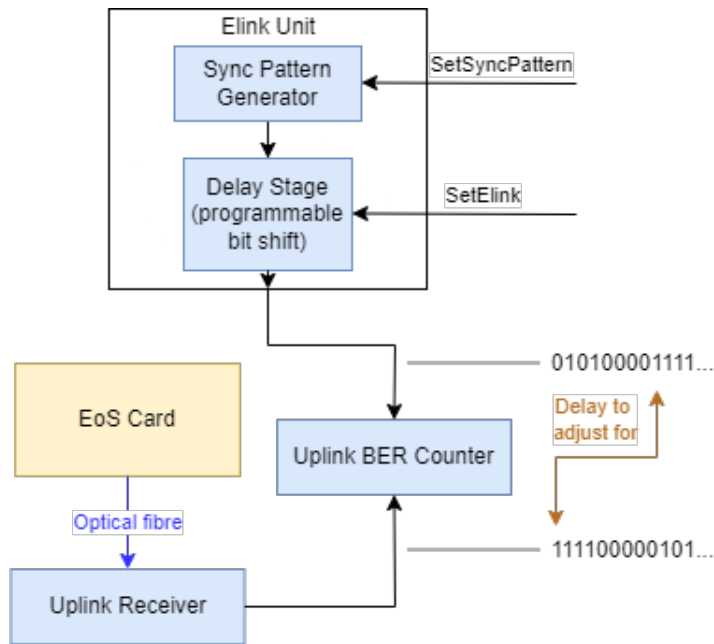 Elink Unit
Sync Pattern
Generator
SetSyncPattern
Delay Stage
(programmable
bit shift)
SetElink
010100001111...
EoS Card
Delay to
adjust for
Uplink BER Counter
Optical fibre
111100000101...
Uplink Receiver